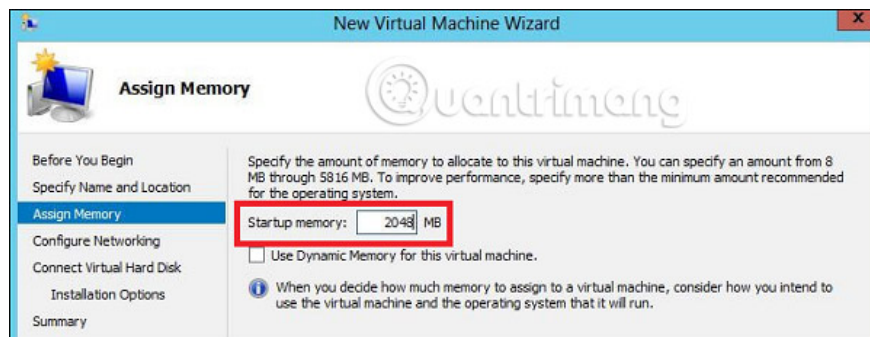 New Virtual Machine Wizard
X
Assign Memory
Quantrimang
Before You Begin
Specify Name and Location
Assign Memory
Configure Networking
Connect Virtual Hard Disk
Installation Options
Summary
Specify the amount of memory to allocate to this virtual machine. You can specify an amount from 8
MB through 5816 MB. To improve performance, specify more than the minimum amount recommended
for the operating system.
Startup memory: 2048 MB
Use Dynamic Memory for this virtual machine.
When you decide how much memory to assign to a virtual machine, consider how you intend to
use the virtual machine and the operating system that it will run.